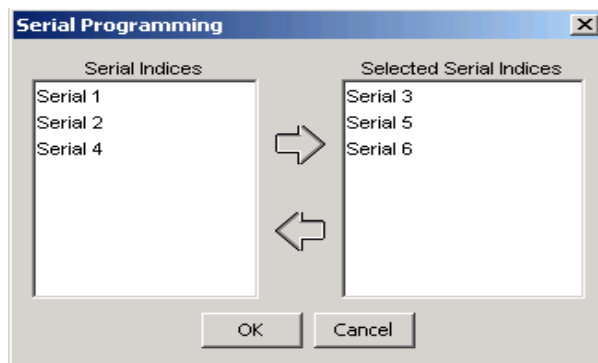 Serial Programming
Serial Indices
Serial 1
Serial 2
Serial 4
Selected Serial Indices
Serial 3
Serial 5
Serial 6
OK
Cancel